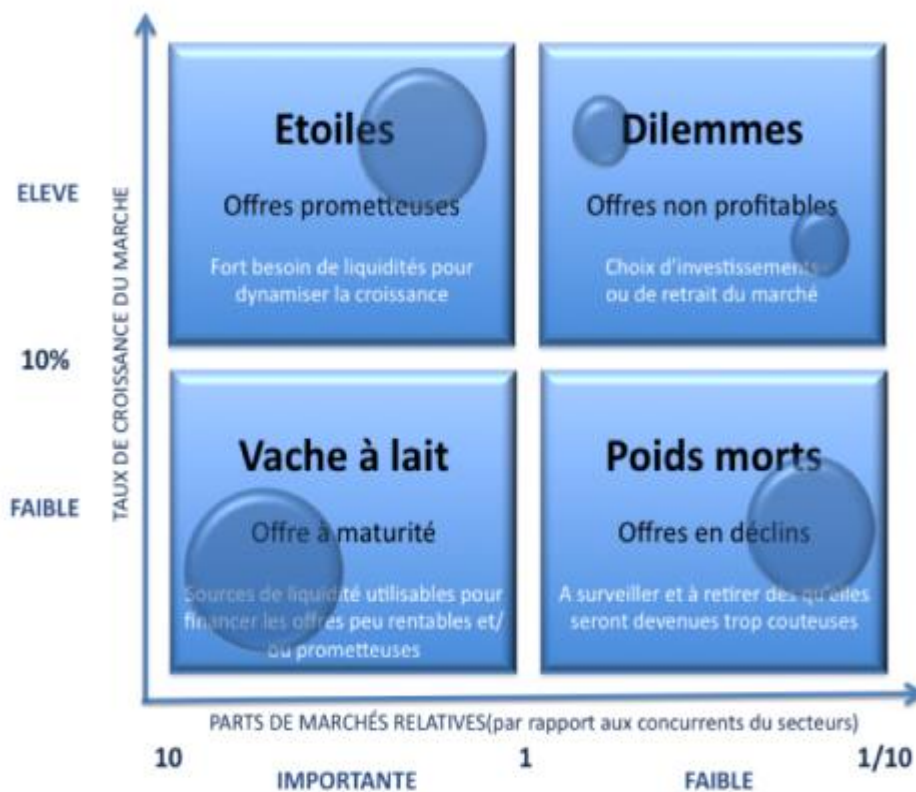 Etoiles
Offres prometteuses
Fort besoin de liquidités pour
dynamiser la croissance
Dilemmes
Offres non profitables
Choix d'investissements
ou de retrait du marché
ELEVE
10%
FAIBLE
TAUX DE CROISSANCE DU MARCHE
Vache à lait
Offre à maturité
Sources de liquidité utilisables pour
financer les offres peu rentables et/
ou prometteuses
Poids morts
Offres en déclins
A surveiller et à retirer dès qu'elles
seront devenues trop couteuses
PARTS DE MARCHÉS RELATIVES(par rapport aux concurrents du secteurs)
10
1
1/10
IMPORTANTE
FAIBLE